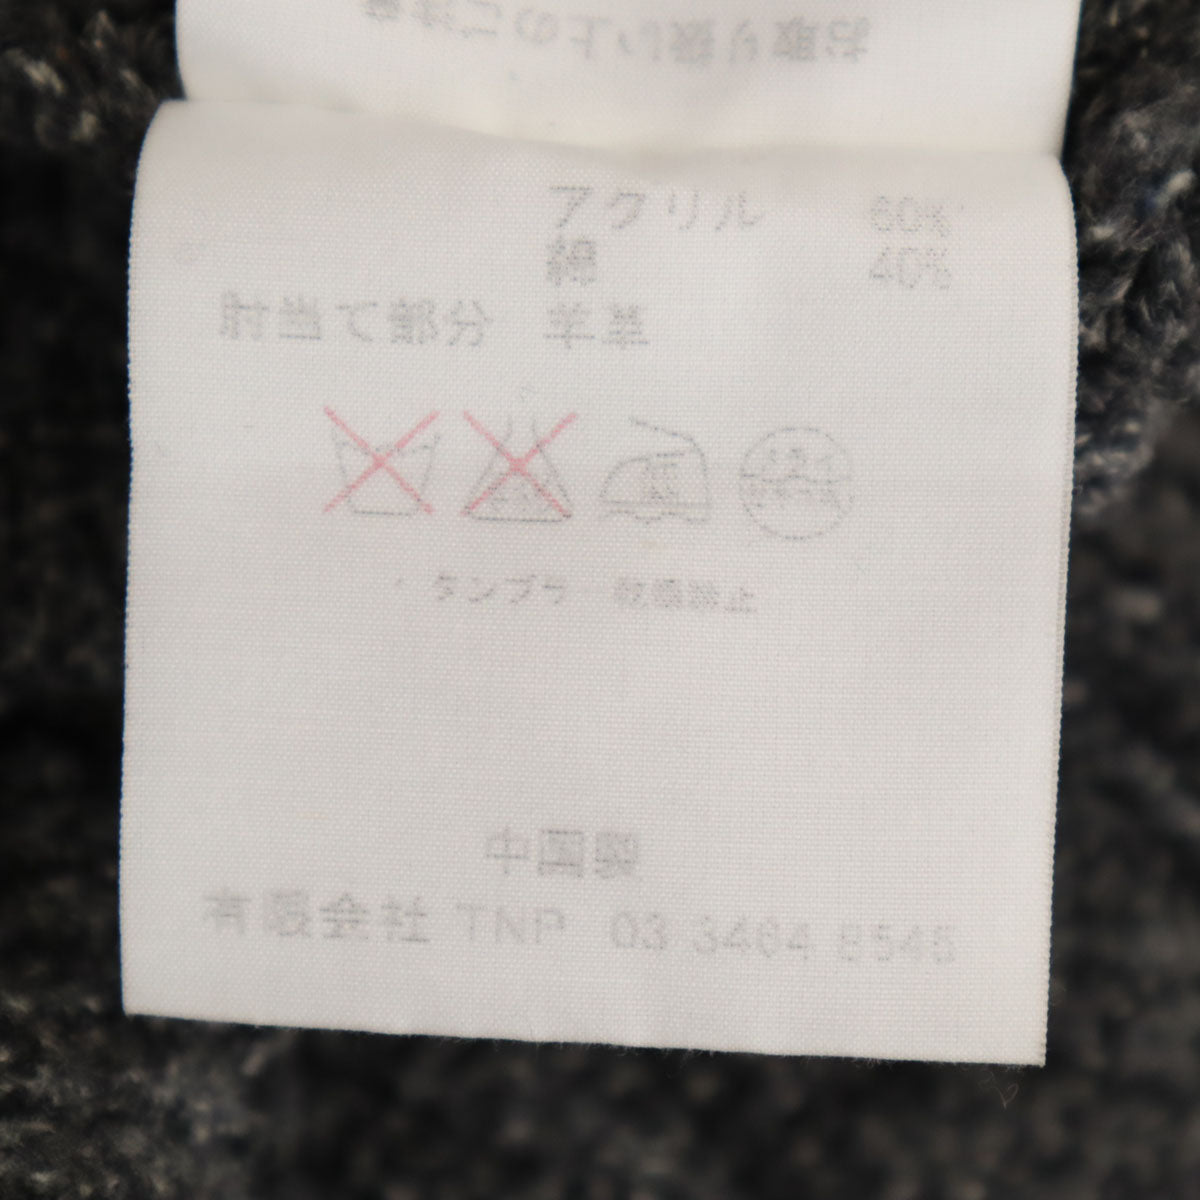 アクリル 60%
綿 40%
肘当て部分 羊革
タンブラー乾燥禁止
中国製
有限会社 TNP 03 3464 8545